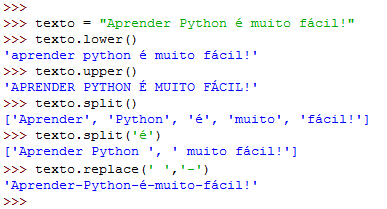 >>>
>>> texto = "Aprender Python é muito fácil!"
>>> texto.lower()
'aprender python é muito fácil!'
>>> texto.upper()
'APRENDER PYTHON É MUITO FÁCIL!'
>>> texto.split()
['Aprender', 'Python', 'é', 'muito', 'fácil!']
>>> texto.split('é')
['Aprender Python ', ' muito fácil!']
>>> texto.replace(' ','-')
'Aprender-Python-é-muito-fácil!'
>>>